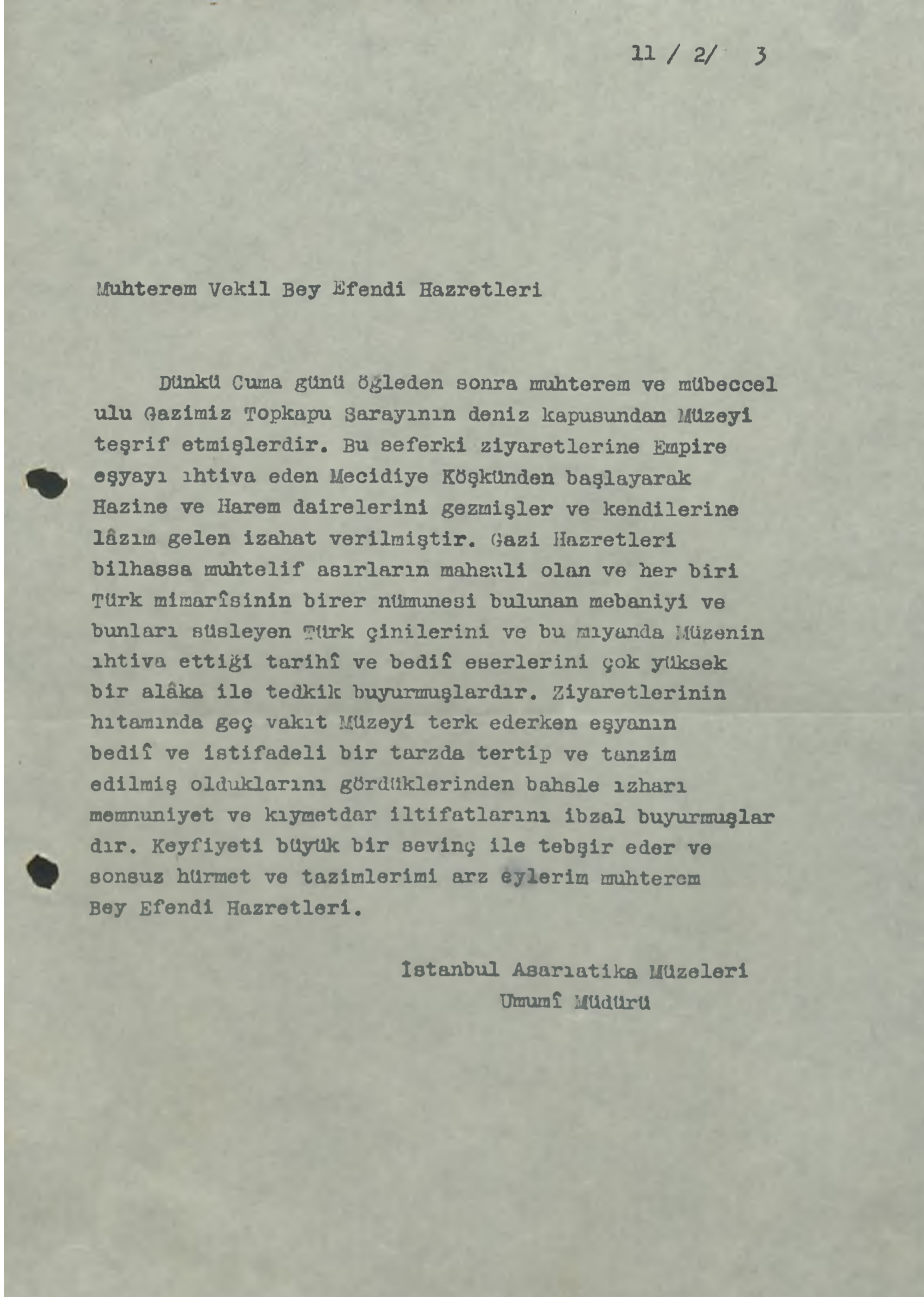 11 / 2/ 3
Muhterem Vekil Bey Efendi Hazretleri
Dünkü Cuma günü öğleden sonra muhterem ve mübeccel
ulu Gazimiz Topkapu Sarayının deniz kapusundan Müzeyi
teşrif etmişlerdir. Bu seferki ziyaretlerine Empire
eşyayı ıhtiva eden Mecidiye Köşkünden başlayarak
Hazine ve Harem dairelerini gezmişler ve kendilerine
lâzım gelen izahat verilmiştir. Gazi Hazretleri
bilhassa muhtelif asırların mahsuli olan ve her biri
Türk mimarîsinin birer nümunesi bulunan mebaniyi ve
bunları süsleyen Türk çinilerini ve bu mıyanda Müzenin
ıhtiva ettiği tarihî ve bediî eserlerini çok yüksek
bir alâka ile tedkik buyurmuşlardır. Ziyaretlerinin
hıtamında geç vakıt Müzeyi terk ederken eşyanın
bediî ve istifadeli bir tarzda tertip ve tanzim
edilmiş olduklarını gördüklerinden bahsle ızharı
memnuniyet ve kıymetdar iltifatlarını ibzal buyurmuşlar
dır. Keyfiyeti büyük bir sevinç ile tebşir eder ve
sonsuz hürmet ve tazimlerimi arz eylerim muhterem
Bey Efendi Hazretleri.
İstanbul Asarıatika Müzeleri
Umumî Müdürü